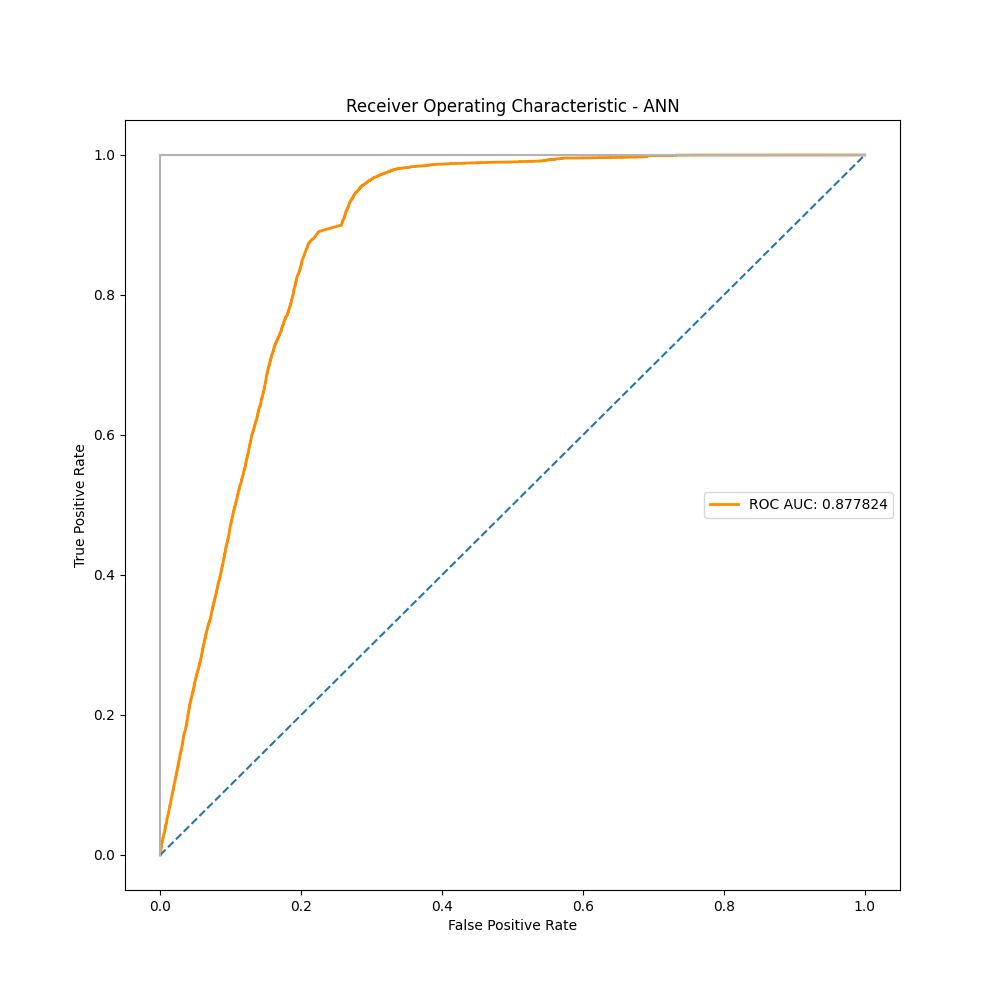 Receiver Operating Characteristic - ANN
1.0
0.8
0.6
0.4
0.2
0.0
True Positive Rate
ROC AUC: 0.877824
0.0 0.2 0.4 0.6 0.8 1.0
False Positive Rate